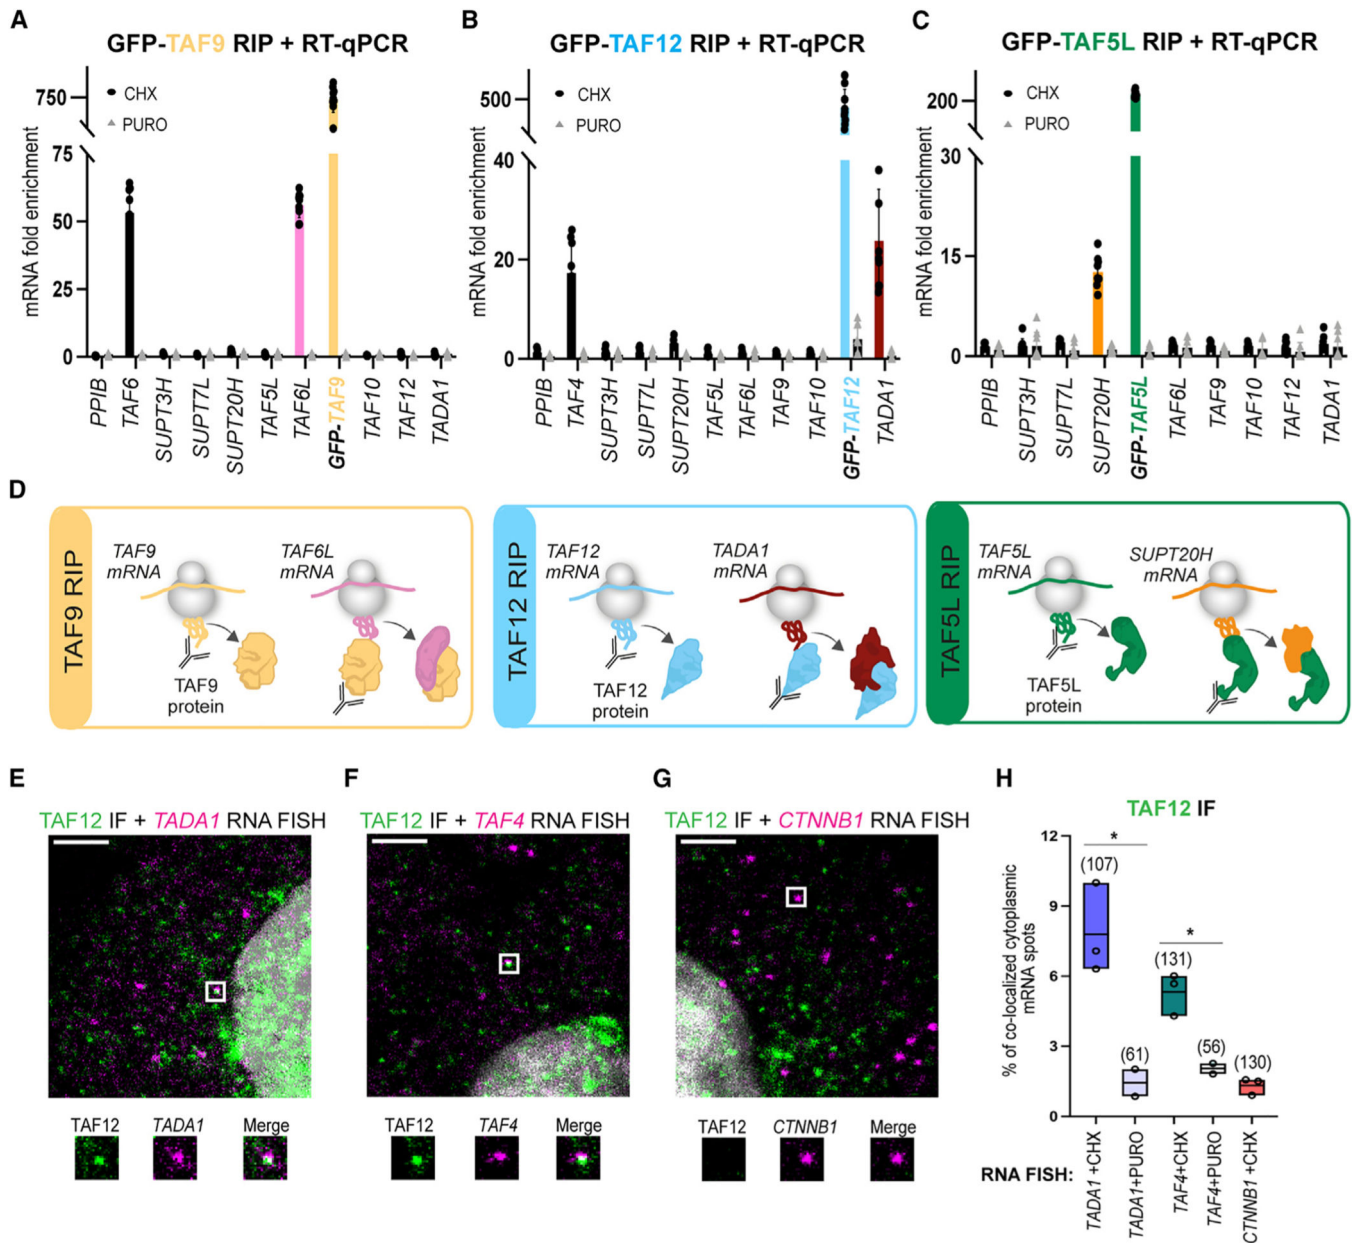 A
GFP-TAF9 RIP + RT-qPCR
mRNA fold enrichment
750
75
50
25
0
CHX
PURO
PPIB
TAF6
SUPT3H
SUPT7L
SUPT20H
TAF5L
TAF6L
GFP-TAF9
TAF10
TAF12
TADA1
B
GFP-TAF12 RIP + RT-qPCR
mRNA fold enrichment
500
40
20
0
CHX
PURO
PPIB
TAF4
SUPT3H
SUPT7L
SUPT20H
TAF5L
TAF6L
TAF9
TAF10
GFP-TAF12
TADA1
C
GFP-TAF5L RIP + RT-qPCR
mRNA fold enrichment
200
30
15
0
CHX
PURO
PPIB
SUPT3H
SUPT7L
SUPT20H
GFP-TAF5L
TAF6L
TAF9
TAF10
TAF12
TADA1
D
TAF9 RIP
TAF9
mRNA
TAF6L
mRNA
TAF9
protein
TAF12 RIP
TAF12
mRNA
TADA1
mRNA
TAF12
protein
TAF5L RIP
TAF5L
mRNA
SUPT20H
mRNA
TAF5L
protein
E
TAF12 IF + TADA1 RNA FISH
TAF12
TADA1
Merge
F
TAF12 IF + TAF4 RNA FISH
TAF12
TAF4
Merge
G
TAF12 IF + CTNNB1 RNA FISH
TAF12
CTNNB1
Merge
H
TAF12 IF
% of co-localized cytoplasmic
mRNA spots
12
9
6
3
0
*
(107)
*
(131)
(61)
(56)
(130)
RNA FISH:
TADA1 +CHX
TADA1+PURO
TAF4+CHX
TAF4+PURO
CTNNB1 +CHX